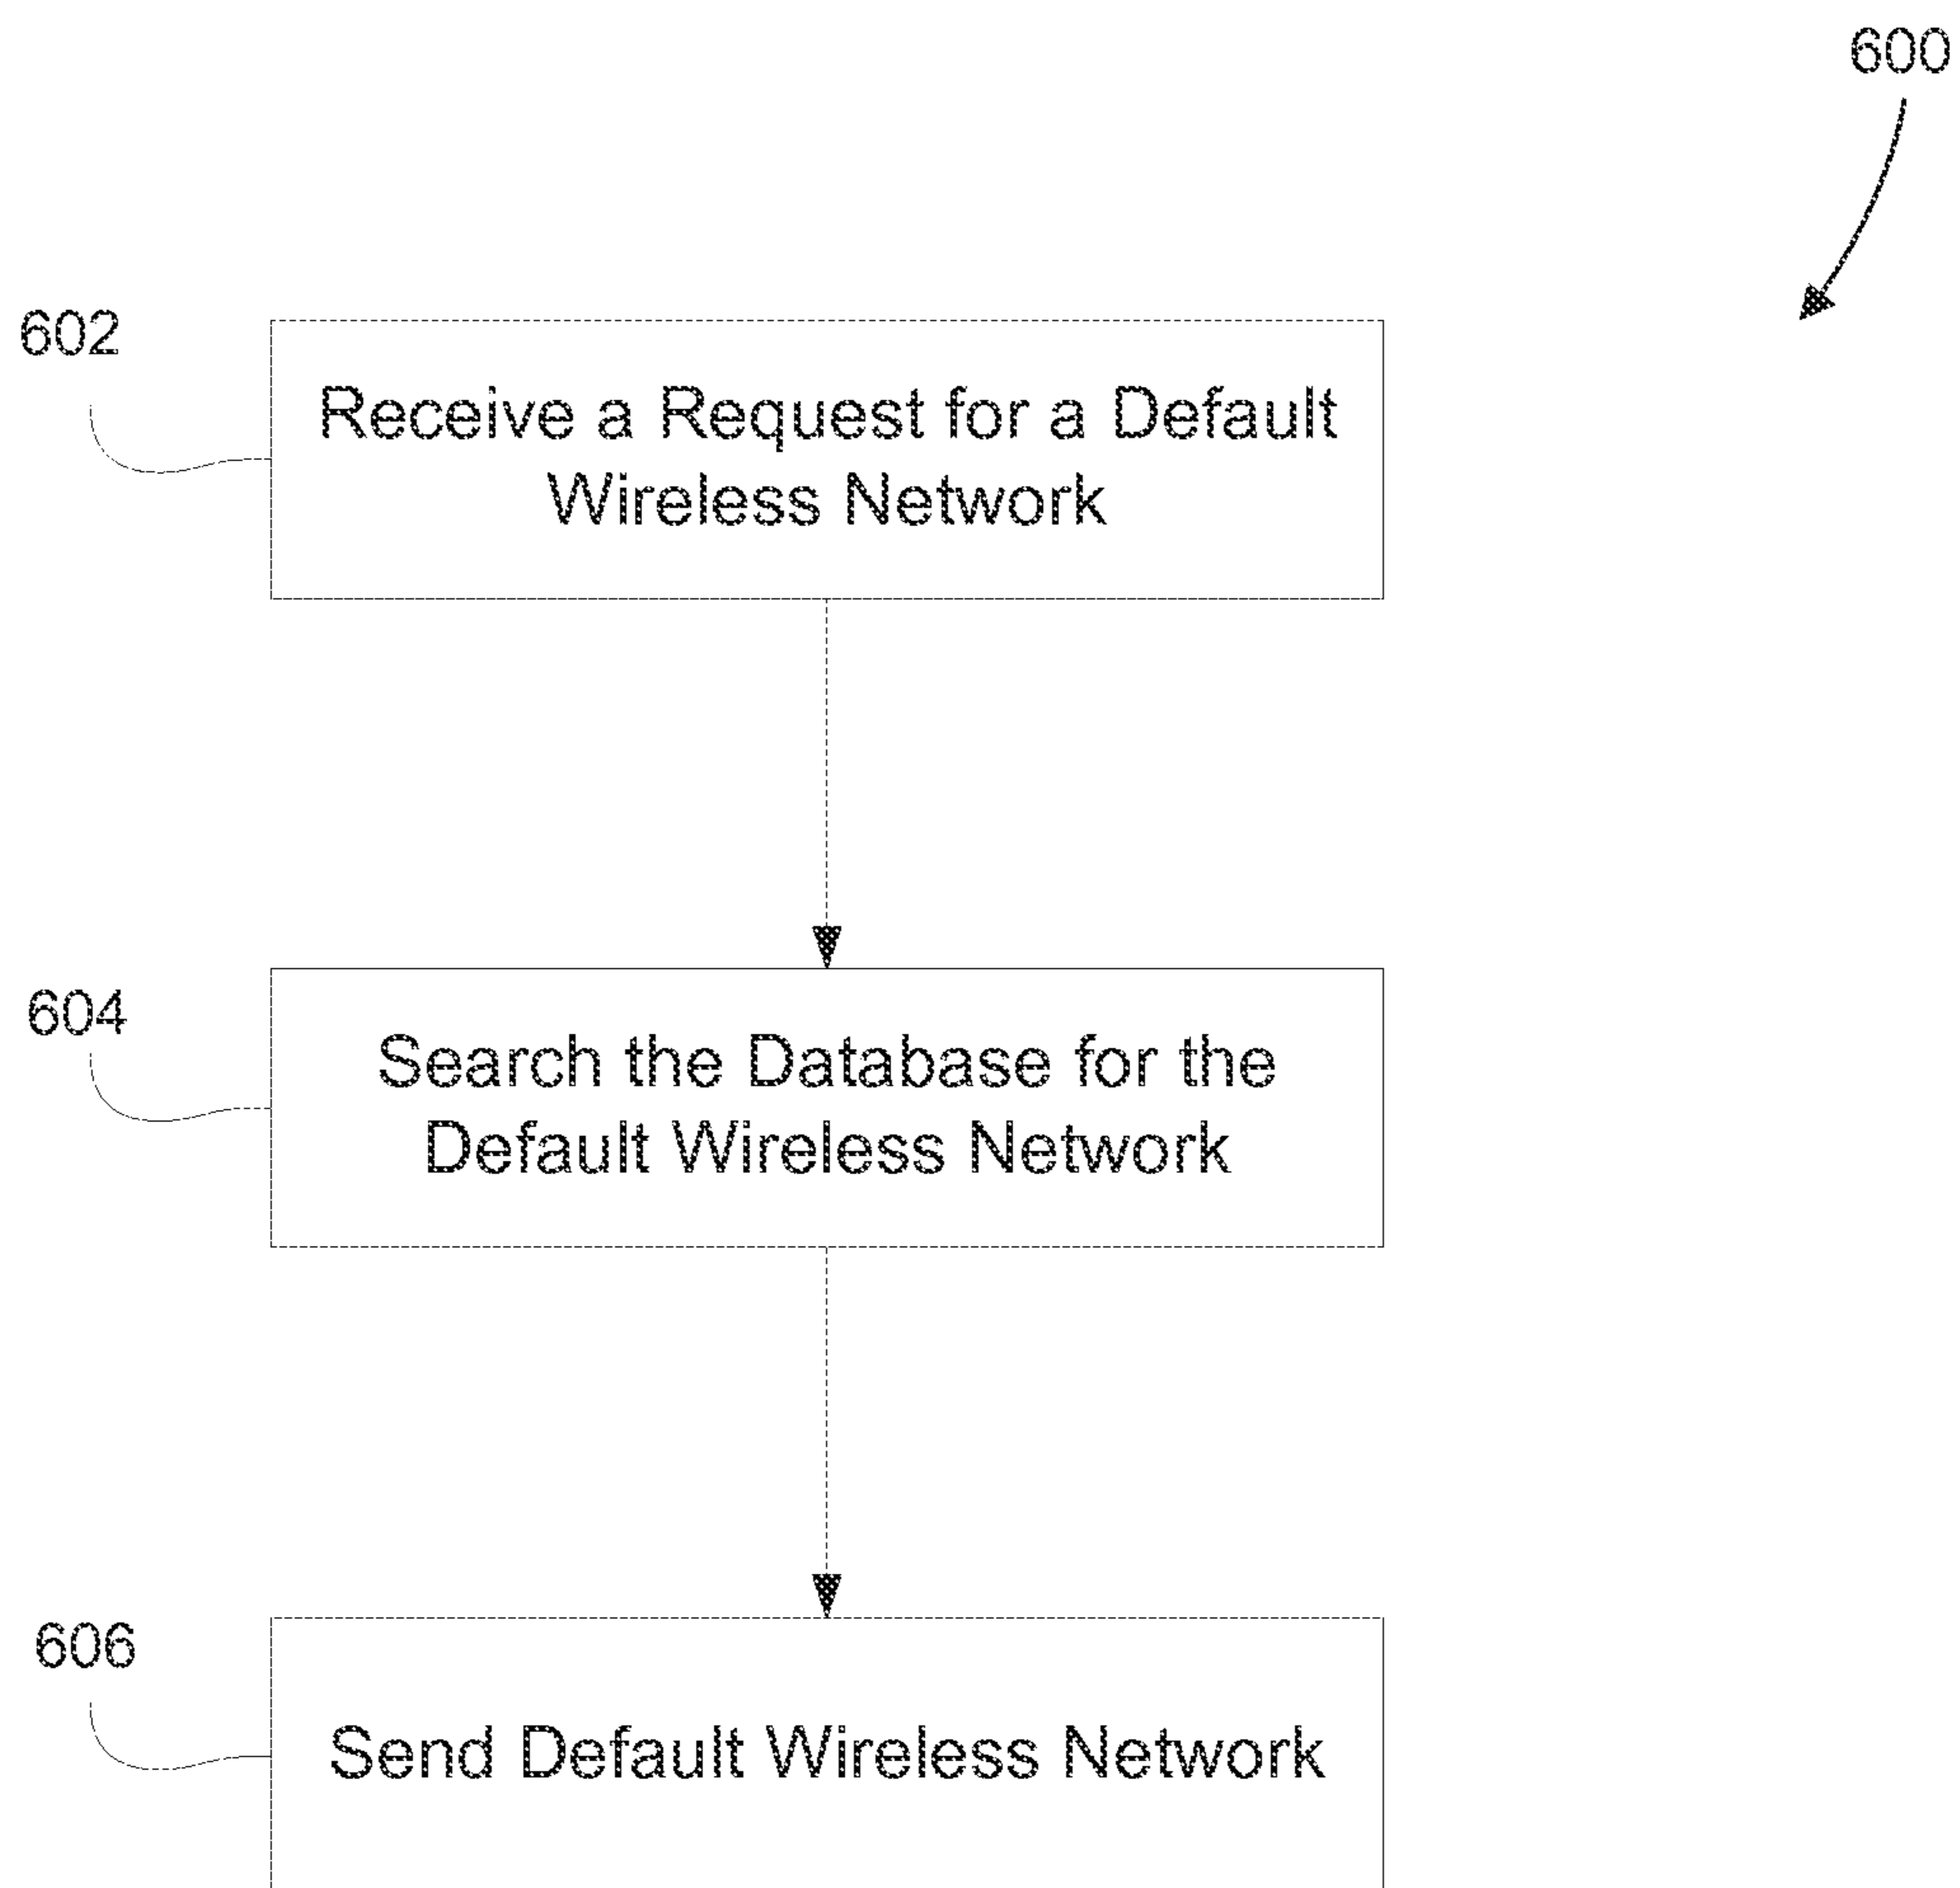 600
602
Receive a Request for a Default
Wireless Network
604
Search the Database for the
Default Wireless Network
606
Send Default Wireless Network